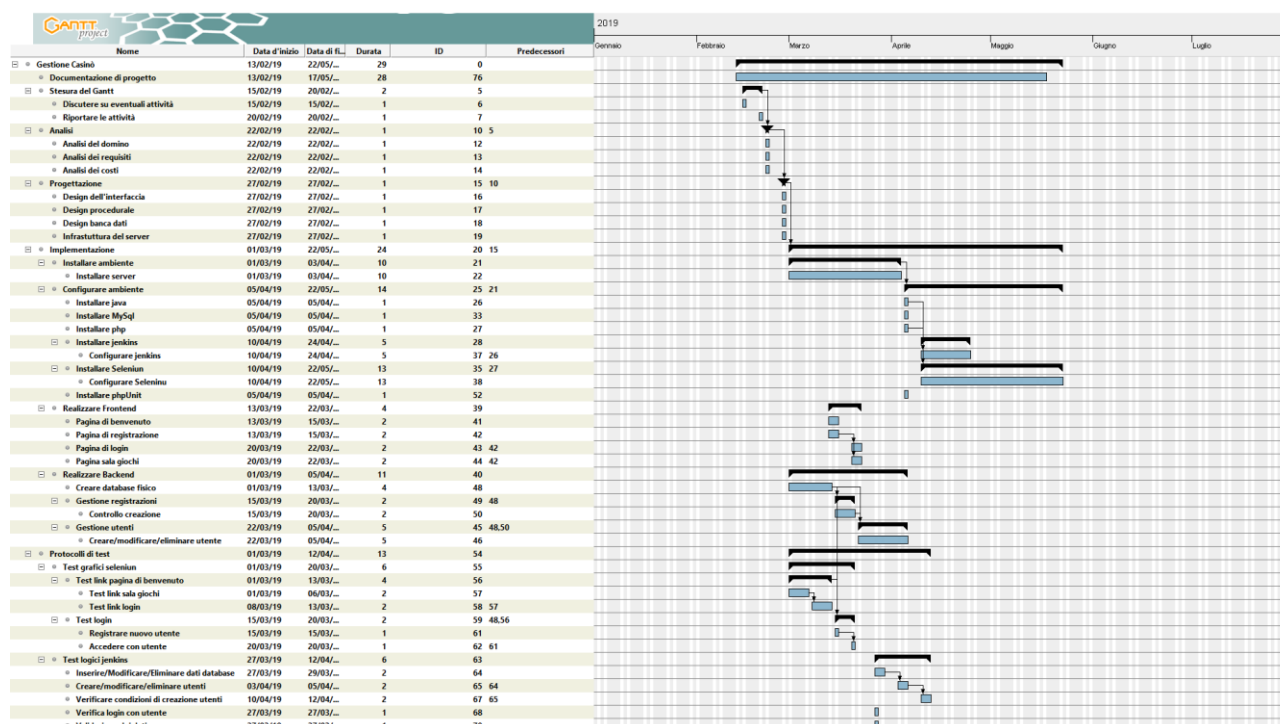 GANTT project
2019
Gennaio Febbraio Marzo Aprile Maggio Giugno Luglio
Nome Data d'inizio Data di fi... Durata ID Predecessori
Gestione Casinò 13/02/19 22/05/... 29 0
Documentazione di progetto 13/02/19 17/05/... 28 76
Stesura del Gantt 15/02/19 20/02/... 2 5
Discutere su eventuali attività 15/02/19 15/02/... 1 6
Riportare le attività 20/02/19 20/02/... 1 7
Analisi 22/02/19 22/02/... 1 10 5
Analisi del domino 22/02/19 22/02/... 1 12
Analisi dei requisiti 22/02/19 22/02/... 1 13
Analisi dei costi 22/02/19 22/02/... 1 14
Progettazione 27/02/19 27/02/... 1 15 10
Design dell'interfaccia 27/02/19 27/02/... 1 16
Design procedurale 27/02/19 27/02/... 1 17
Design banca dati 27/02/19 27/02/... 1 18
Infrastuttura del server 27/02/19 27/02/... 1 19
Implementazione 01/03/19 22/05/... 24 20 15
Installare ambiente 01/03/19 03/04/... 10 21
Installare server 01/03/19 03/04/... 10 22
Configurare ambiente 05/04/19 22/05/... 14 25 21
Installare java 05/04/19 05/04/... 1 26
Installare MySql 05/04/19 05/04/... 1 33
Installare php 05/04/19 05/04/... 1 27
Installare jenkins 10/04/19 24/04/... 5 28
Configurare jenkins 10/04/19 24/04/... 5 37 26
Installare Seleniun 10/04/19 22/05/... 13 35 27
Configurare Seleninu 10/04/19 22/05/... 13 38
Installare phpUnit 05/04/19 05/04/... 1 52
Realizzare Frontend 13/03/19 22/03/... 4 39
Pagina di benvenuto 13/03/19 15/03/... 2 41
Pagina di registrazione 13/03/19 15/03/... 2 42
Pagina di login 20/03/19 22/03/... 2 43 42
Pagina sala giochi 20/03/19 22/03/... 2 44 42
Realizzare Backend 01/03/19 05/04/... 11 40
Creare database fisico 01/03/19 13/03/... 4 48
Gestione registrazioni 15/03/19 20/03/... 2 49 48
Controllo creazione 15/03/19 20/03/... 2 50
Gestione utenti 22/03/19 05/04/... 5 45 48,50
Creare/modificare/eliminare utente 22/03/19 05/04/... 5 46
Protocolli di test 01/03/19 12/04/... 13 54
Test grafici seleniun 01/03/19 20/03/... 6 55
Test link pagina di benvenuto 01/03/19 13/03/... 4 56
Test link sala giochi 01/03/19 06/03/... 2 57
Test link login 08/03/19 13/03/... 2 58 57
Test login 15/03/19 20/03/... 2 59 48,56
Registrare nuovo utente 15/03/19 15/03/... 1 61
Accedere con utente 20/03/19 20/03/... 1 62 61
Test logici jenkins 27/03/19 12/04/... 6 63
Inserire/Modificare/Eliminare dati database 27/03/19 29/03/... 2 64
Creare/modificare/eliminare utenti 03/04/19 05/04/... 2 65 64
Verificare condizioni di creazione utenti 10/04/19 12/04/... 2 67 65
Verifica login con utente 27/03/19 27/03/... 1 68